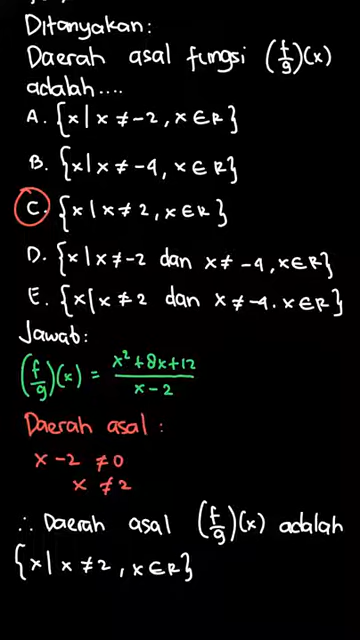 Ditanyakan:
Daerah asal fungsi (f/g)(x)
adalah....
A. {x | x ≠ -2, x ∈ R}
B. {x | x ≠ -4, x ∈ R}
C. {x | x ≠ 2, x ∈ R}
D. {x | x ≠ -2 dan x ≠ -4, x ∈ R}
E. {x | x ≠ 2 dan x ≠ -4. x ∈ R}
Jawab:
(f/g)(x) = x² + 8x + 12 / x - 2
Daerah asal :
x - 2 ≠ 0
x ≠ 2
∴ Daerah asal (f/g)(x) adalah
{x | x ≠ 2, x ∈ R}